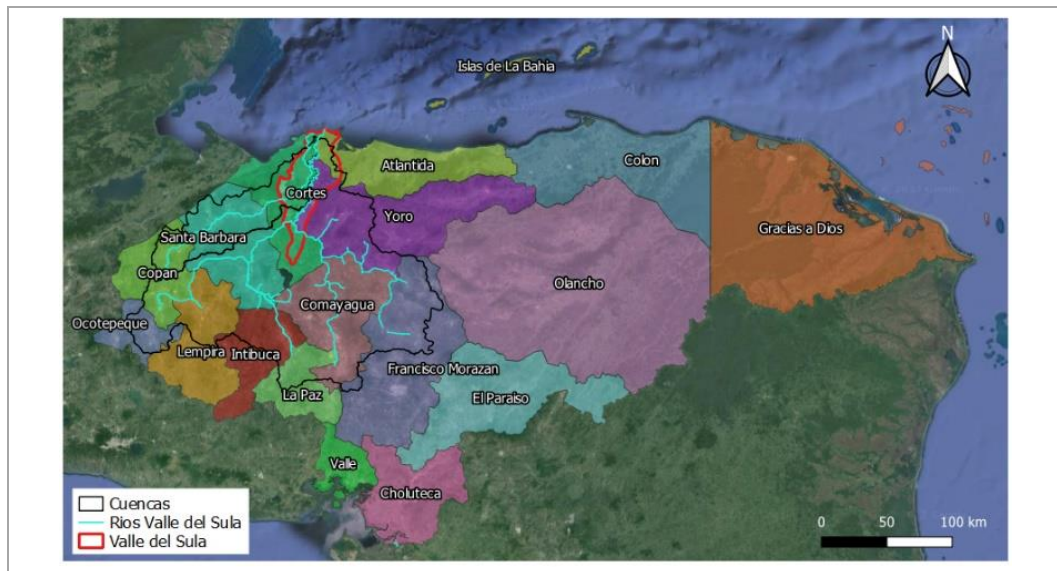 N
Islas de La Bahia
Atlantida
Colon
Cortes
Yoro
Gracias a Dios
Santa Barbara
Copan
Olancho
Comayagua
Ocotepeque
Lempira
Intibuca
Francisco Morazan
La Paz
El Paraiso
Valle
Choluteca
Cuencas
Rios Valle del Sula
Valle del Sula
0 50 100 km